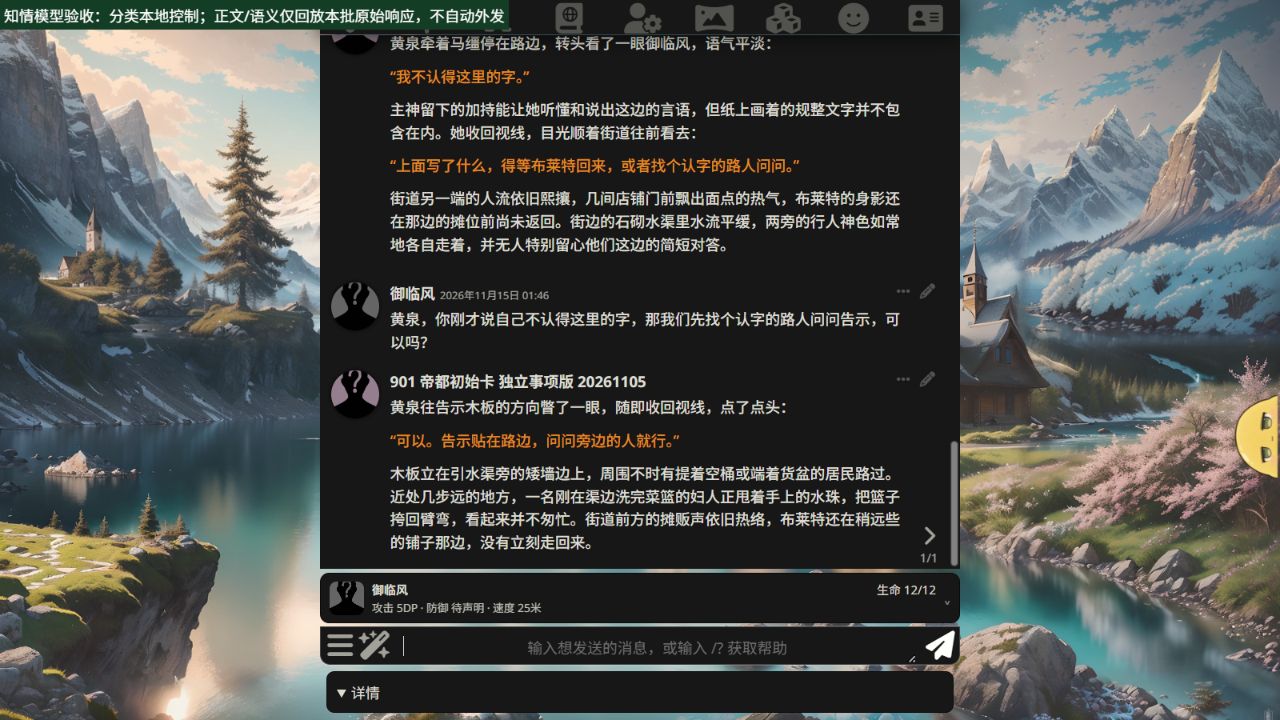 知情模型验收：分类本地控制；正文/语义仅回放本批原始响应，不自动外发
黄泉牵着马缰停在路边，转头看了一眼御临风，语气平淡：
“我不认得这里的字。”
主神留下的加持能让她听懂和说出这边的言语，但纸上画着的规整文字并不包
含在内。她收回视线，目光顺着街道往前看去：
“上面写了什么，得等布莱特回来，或者找个认字的路人问问。”
街道另一端的人流依旧熙攘，几间店铺门前飘出面点的热气，布莱特的身影还
在那边的摊位前尚未返回。街边的石砌水渠里水流平缓，两旁的行人神色如常
地各自走着，并无人特别留心他们这边的简短对答。
御临风 2026年11月15日 01:46
黄泉，你刚才说自己不认得这里的字，那我们先找个认字的路人问问告示，可
以吗？
901 帝都初始卡 独立事项版 20261105
黄泉往告示木板的方向瞥了一眼，随即收回视线，点了点头：
“可以。告示贴在路边，问问旁边的人就行。”
木板立在引水渠旁的矮墙边上，周围不时有提着空桶或端着货盆的居民路过。
近处几步远的地方，一名刚在渠边洗完菜篮的妇人正甩着手上的水珠，把篮子
挎回臂弯，看起来并不匆忙。街道前方的摊贩声依旧热络，布莱特还在稍远些
的铺子那边，没有立刻走回来。
1/1
御临风
生命 12/12
攻击 5DP · 防御 待声明 · 速度 25米
输入想发送的消息，或输入 /? 获取帮助
▼ 详情